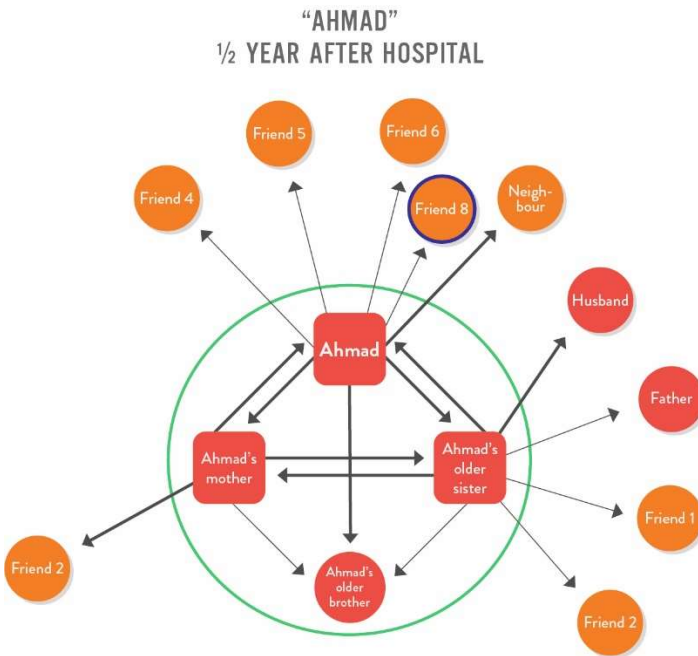 “AHMAD”
½ YEAR AFTER HOSPITAL
Friend 5
Friend 6
Friend 4
Friend 8
Neigh-
bour
Husband
Ahmad
Father
Ahmad’s
mother
Ahmad’s
older
sister
Friend 1
Friend 2
Ahmad’s
older
brother
Friend 2